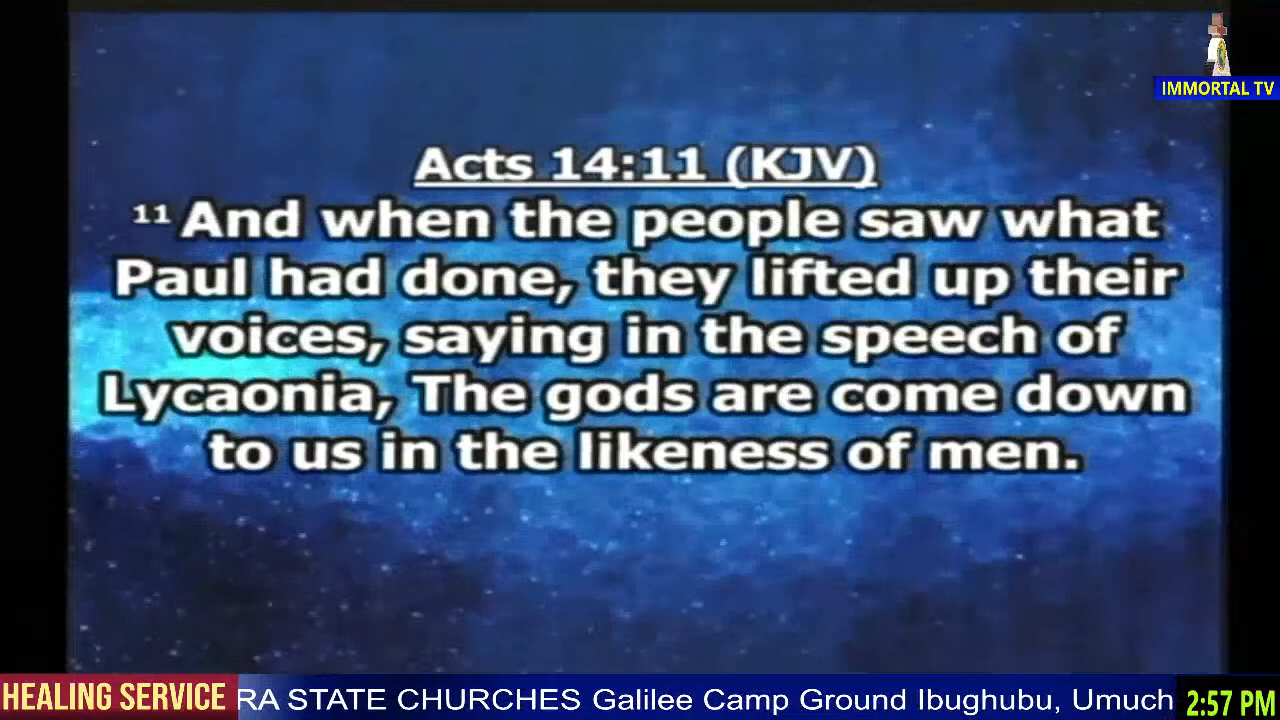 IMMORTAL TV
Acts 14:11 (KJV)
11 And when the people saw what
Paul had done, they lifted up their
voices, saying in the speech of
Lycaonia, The gods are come down
to us in the likeness of men.
HEALING SERVICE RA STATE CHURCHES Galilee Camp Ground Ibughubu, Umuch 2:57 PM